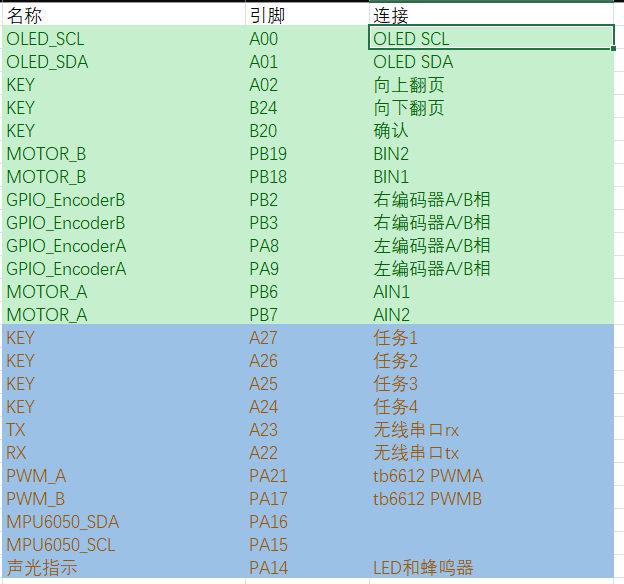 名称 引脚 连接
OLED_SCL A00 OLED SCL
OLED_SDA A01 OLED SDA
KEY A02 向上翻页
KEY B24 向下翻页
KEY B20 确认
MOTOR_B PB19 BIN2
MOTOR_B PB18 BIN1
GPIO_EncoderB PB2 右编码器A/B相
GPIO_EncoderB PB3 右编码器A/B相
GPIO_EncoderA PA8 左编码器A/B相
GPIO_EncoderA PA9 左编码器A/B相
MOTOR_A PB6 AIN1
MOTOR_A PB7 AIN2
KEY A27 任务1
KEY A26 任务2
KEY A25 任务3
KEY A24 任务4
TX A23 无线串口rx
RX A22 无线串口tx
PWM_A PA21 tb6612 PWMA
PWM_B PA17 tb6612 PWMB
MPU6050_SDA PA16
MPU6050_SCL PA15
声光指示 PA14 LED和蜂鸣器